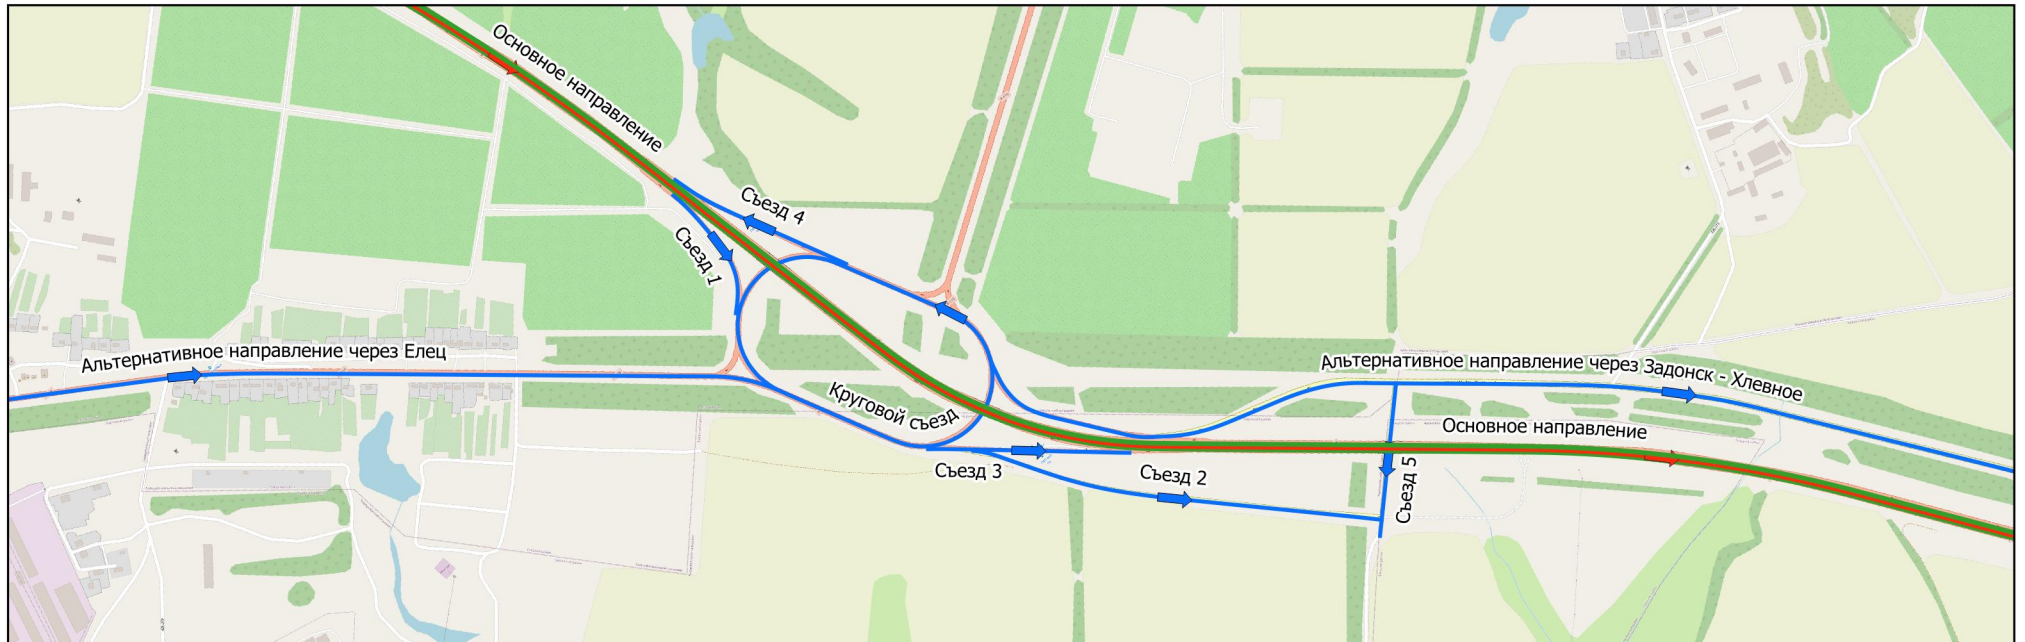 Основное направление
Съезд 4
Съезд 1
Альтернативное направление через Елец
Альтернативное направление через Задонск - Хлевное
Круговой съезд
Основное направление
Съезд 3
Съезд 2
Съезд 5